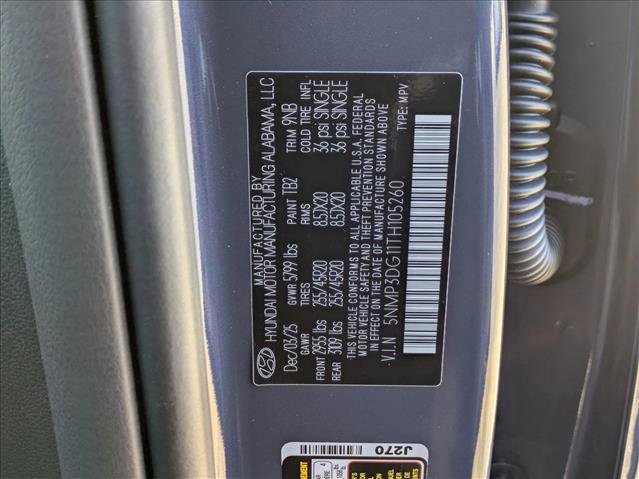 MANUFACTURED BY
HYUNDAI MOTOR MANUFACTURING ALABAMA, LLC
Dec/03/25 GVWR 5799 lbs PAINT TB2 TRIM 9NB
GAWR TIRES RIMS COLD TIRE INFL
FRONT 2955 lbs 255/45R20 8.5JX20 36 psi SINGLE
REAR 3109 lbs 255/45R20 8.5JX20 36 psi SINGLE
THIS VEHICLE CONFORMS TO ALL APPLICABLE U.S.A. FEDERAL
MOTOR VEHICLE SAFETY AND THEFT PREVENTION STANDARDS
IN EFFECT ON THE DATE OF MANUFACTURE SHOWN ABOVE
V.I.N 5NMP3DG11TH105260 TYPE: MPV
J270